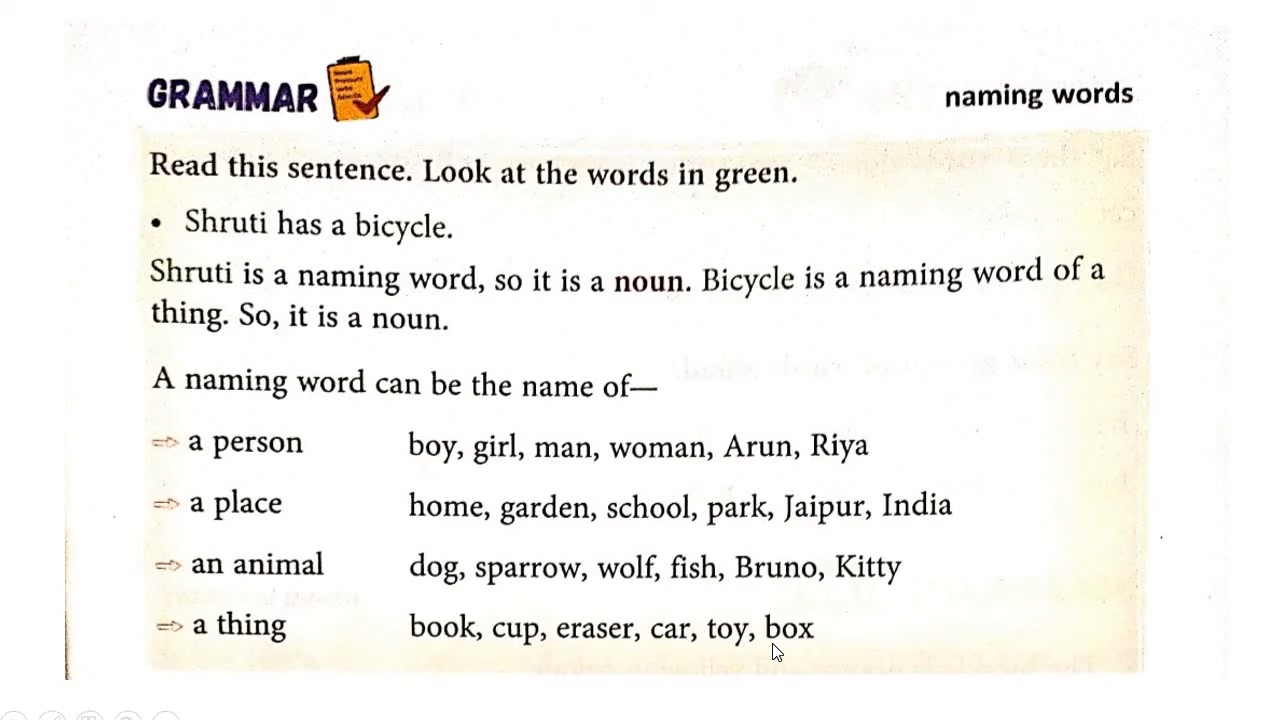 GRAMMAR
naming words
Read this sentence. Look at the words in green.
• Shruti has a bicycle.
Shruti is a naming word, so it is a noun. Bicycle is a naming word of a
thing. So, it is a noun.
A naming word can be the name of—
⇨ a person boy, girl, man, woman, Arun, Riya
⇨ a place home, garden, school, park, Jaipur, India
⇨ an animal dog, sparrow, wolf, fish, Bruno, Kitty
⇨ a thing book, cup, eraser, car, toy, box